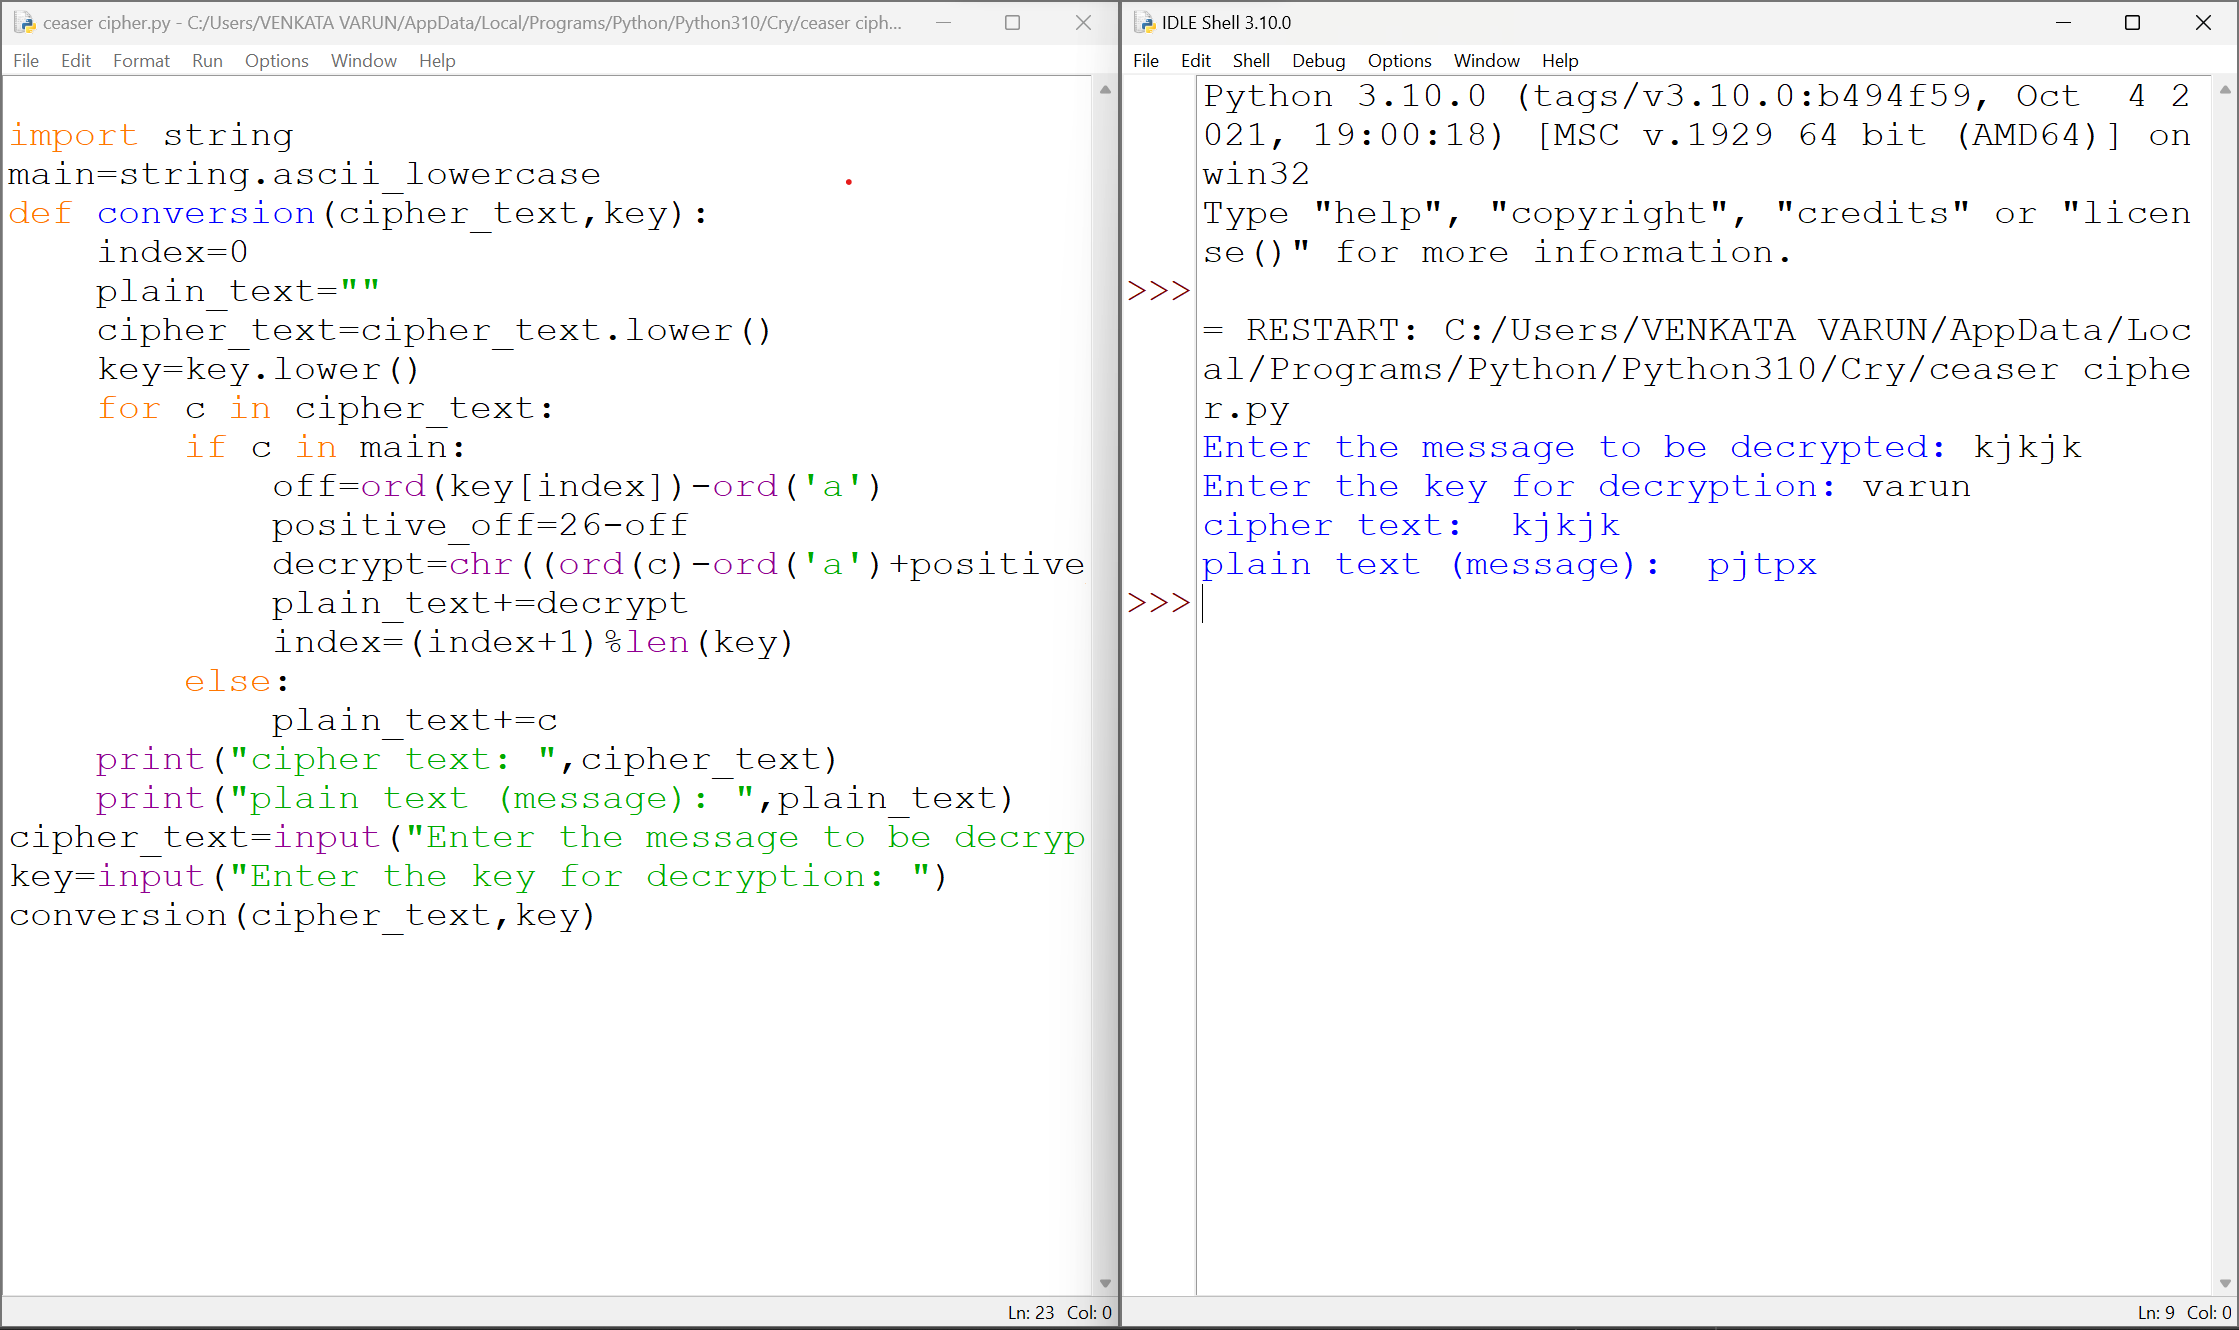 ceaser cipher.py - C:/Users/VENKATA VARUN/AppData/Local/Programs/Python/Python310/Cry/ceaser ciph...
File Edit Format Run Options Window Help
import string
main=string.ascii_lowercase
def conversion(cipher_text,key):
    index=0
    plain_text=""
    cipher_text=cipher_text.lower()
    key=key.lower()
    for c in cipher_text:
        if c in main:
            off=ord(key[index])-ord('a')
            positive_off=26-off
            decrypt=chr((ord(c)-ord('a')+positive
            plain_text+=decrypt
            index=(index+1)%len(key)
        else:
            plain_text+=c
    print("cipher text: ",cipher_text)
    print("plain text (message): ",plain_text)
cipher_text=input("Enter the message to be decryp
key=input("Enter the key for decryption: ")
conversion(cipher_text,key)
Ln: 23 Col: 0
IDLE Shell 3.10.0
File Edit Shell Debug Options Window Help
Python 3.10.0 (tags/v3.10.0:b494f59, Oct  4 2
021, 19:00:18) [MSC v.1929 64 bit (AMD64)] on
win32
Type "help", "copyright", "credits" or "licen
se()" for more information.
>>>
= RESTART: C:/Users/VENKATA VARUN/AppData/Loc
al/Programs/Python/Python310/Cry/ceaser ciphe
r.py
Enter the message to be decrypted: kjkjk
Enter the key for decryption: varun
cipher text:  kjkjk
plain text (message):  pjtpx
>>>
Ln: 9 Col: 0